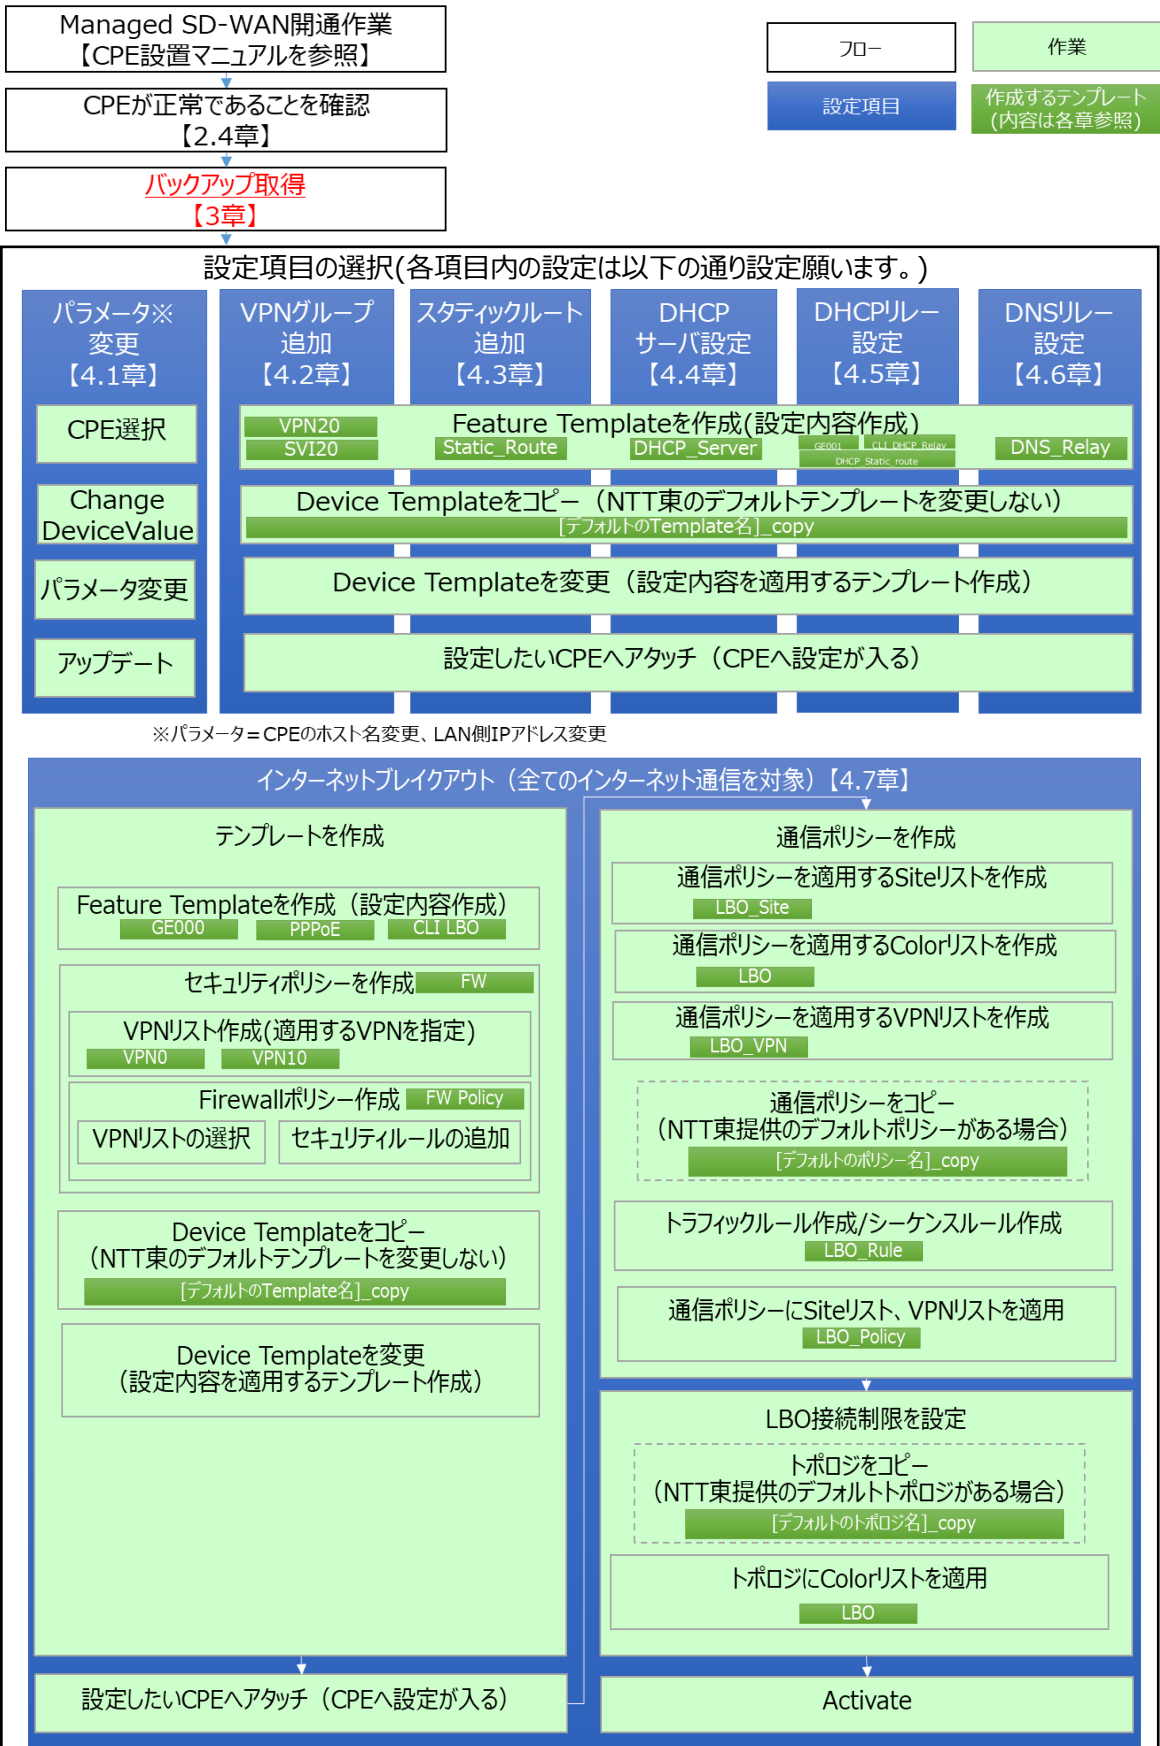 Managed SD-WAN開通作業
【CPE設置マニュアルを参照】
CPEが正常であることを確認
【2.4章】
バックアップ取得
【3章】
フロー
作業
設定項目
作成するテンプレート
(内容は各章参照)
設定項目の選択(各項目内の設定は以下の通り設定願います。)
パラメータ※
変更
【4.1章】
VPNグループ
追加
【4.2章】
スタティックルート
追加
【4.3章】
DHCP
サーバ設定
【4.4章】
DHCPリレー
設定
【4.5章】
DNSリレー
設定
【4.6章】
CPE選択
Change
DeviceValue
パラメータ変更
アップデート
Feature Templateを作成(設定内容作成)
VPN20
SVI20
Static_Route
DHCP_Server
GE001
CLI_DHCP_Relay
DHCP_Static_route
DNS_Relay
Device Templateをコピー（NTT東のデフォルトテンプレートを変更しない）
[デフォルトのTemplate名]_copy
Device Templateを変更（設定内容を適用するテンプレート作成）
設定したいCPEへアタッチ（CPEへ設定が入る）
※パラメータ=CPEのホスト名変更、LAN側IPアドレス変更
インターネットブレイクアウト（全てのインターネット通信を対象）【4.7章】
テンプレートを作成
Feature Templateを作成（設定内容作成）
GE000
PPPoE
CLI LBO
セキュリティポリシーを作成
FW
VPNリスト作成(適用するVPNを指定)
VPN0
VPN10
Firewallポリシー作成
FW Policy
VPNリストの選択
セキュリティルールの追加
Device Templateをコピー
（NTT東のデフォルトテンプレートを変更しない）
[デフォルトのTemplate名]_copy
Device Templateを変更
（設定内容を適用するテンプレート作成）
設定したいCPEへアタッチ（CPEへ設定が入る）
通信ポリシーを作成
通信ポリシーを適用するSiteリストを作成
LBO_Site
通信ポリシーを適用するColorリストを作成
LBO
通信ポリシーを適用するVPNリストを作成
LBO_VPN
通信ポリシーをコピー
（NTT東提供のデフォルトポリシーがある場合）
[デフォルトのポリシー名]_copy
トラフィックルール作成/シーケンスルール作成
LBO_Rule
通信ポリシーにSiteリスト、VPNリストを適用
LBO_Policy
LBO接続制限を設定
トポロジをコピー
（NTT東提供のデフォルトトポロジがある場合）
[デフォルトのトポロジ名]_copy
トポロジにColorリストを適用
LBO
Activate